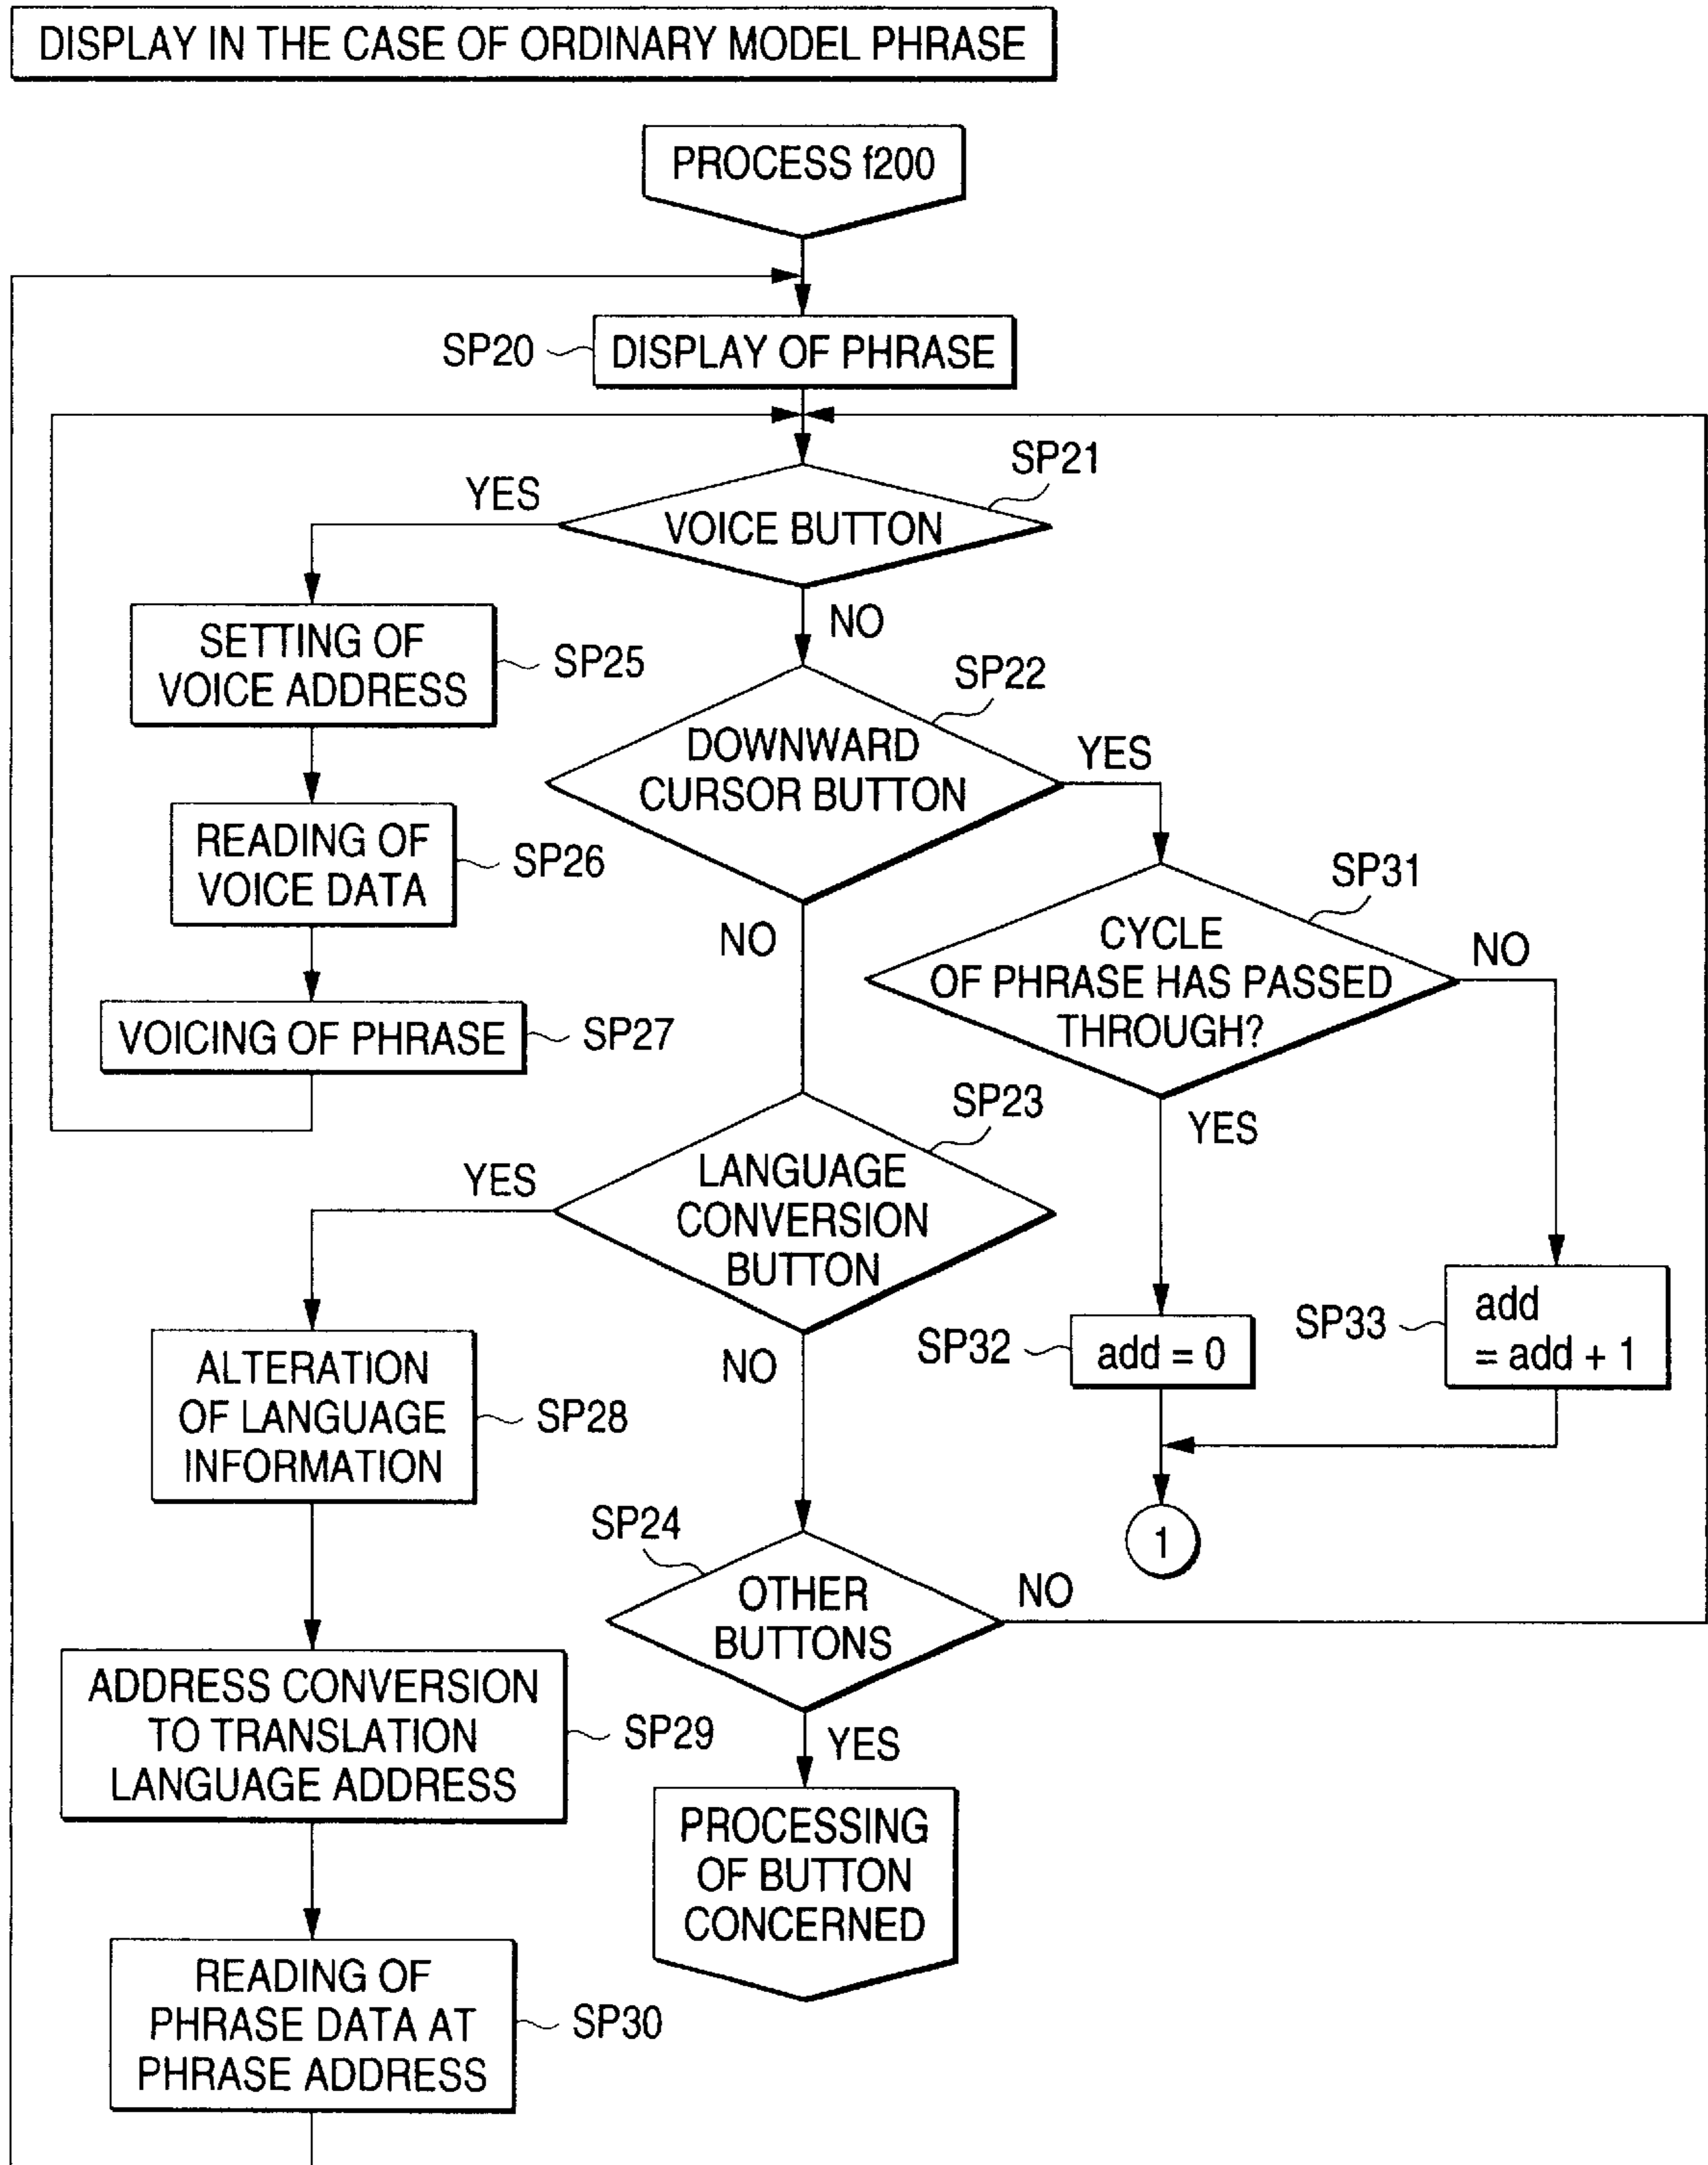 DISPLAY IN THE CASE OF ORDINARY MODEL PHRASE
PROCESS f200
SP20
DISPLAY OF PHRASE
SP21
YES
VOICE BUTTON
NO
SETTING OF
VOICE ADDRESS
SP25
SP22
DOWNWARD
CURSOR BUTTON
YES
READING OF
VOICE DATA
SP26
SP31
NO
CYCLE
OF PHRASE HAS PASSED
THROUGH?
NO
VOICING OF PHRASE
SP27
SP23
YES
YES
LANGUAGE
CONVERSION
BUTTON
NO
SP32
add = 0
SP33
add
= add + 1
ALTERATION
OF LANGUAGE
INFORMATION
SP28
1
SP24
OTHER
BUTTONS
NO
YES
ADDRESS CONVERSION
TO TRANSLATION
LANGUAGE ADDRESS
SP29
PROCESSING
OF BUTTON
CONCERNED
READING OF
PHRASE DATA AT
PHRASE ADDRESS
SP30